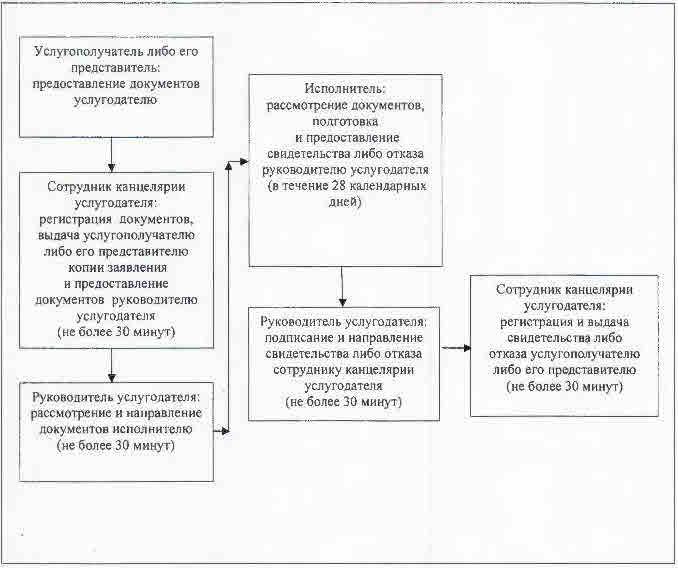 Услугополучатель либо его
представитель:
предоставление документов
услугодателю
Сотрудник канцелярии
услугодателя:
регистрация документов,
выдача услугополучателю
либо его представителю
копии заявления
и предоставление
документов руководителю
услугодателя
(не более 30 минут)
Руководитель услугодателя:
рассмотрение и направление
документов исполнителю
(не более 30 минут)
Исполнитель:
рассмотрение документов,
подготовка
и предоставление
свидетельства либо отказа
руководителю услугодателя
(в течение 28 календарных
дней)
Руководитель услугодателя:
подписание и направление
свидетельства либо отказа
сотруднику канцелярии
услугодателя
(не более 30 минут)
Сотрудник канцелярии
услугодателя:
регистрация и выдача
свидетельства либо
отказа услугополучателю
либо его представителю
(не более 30 минут)